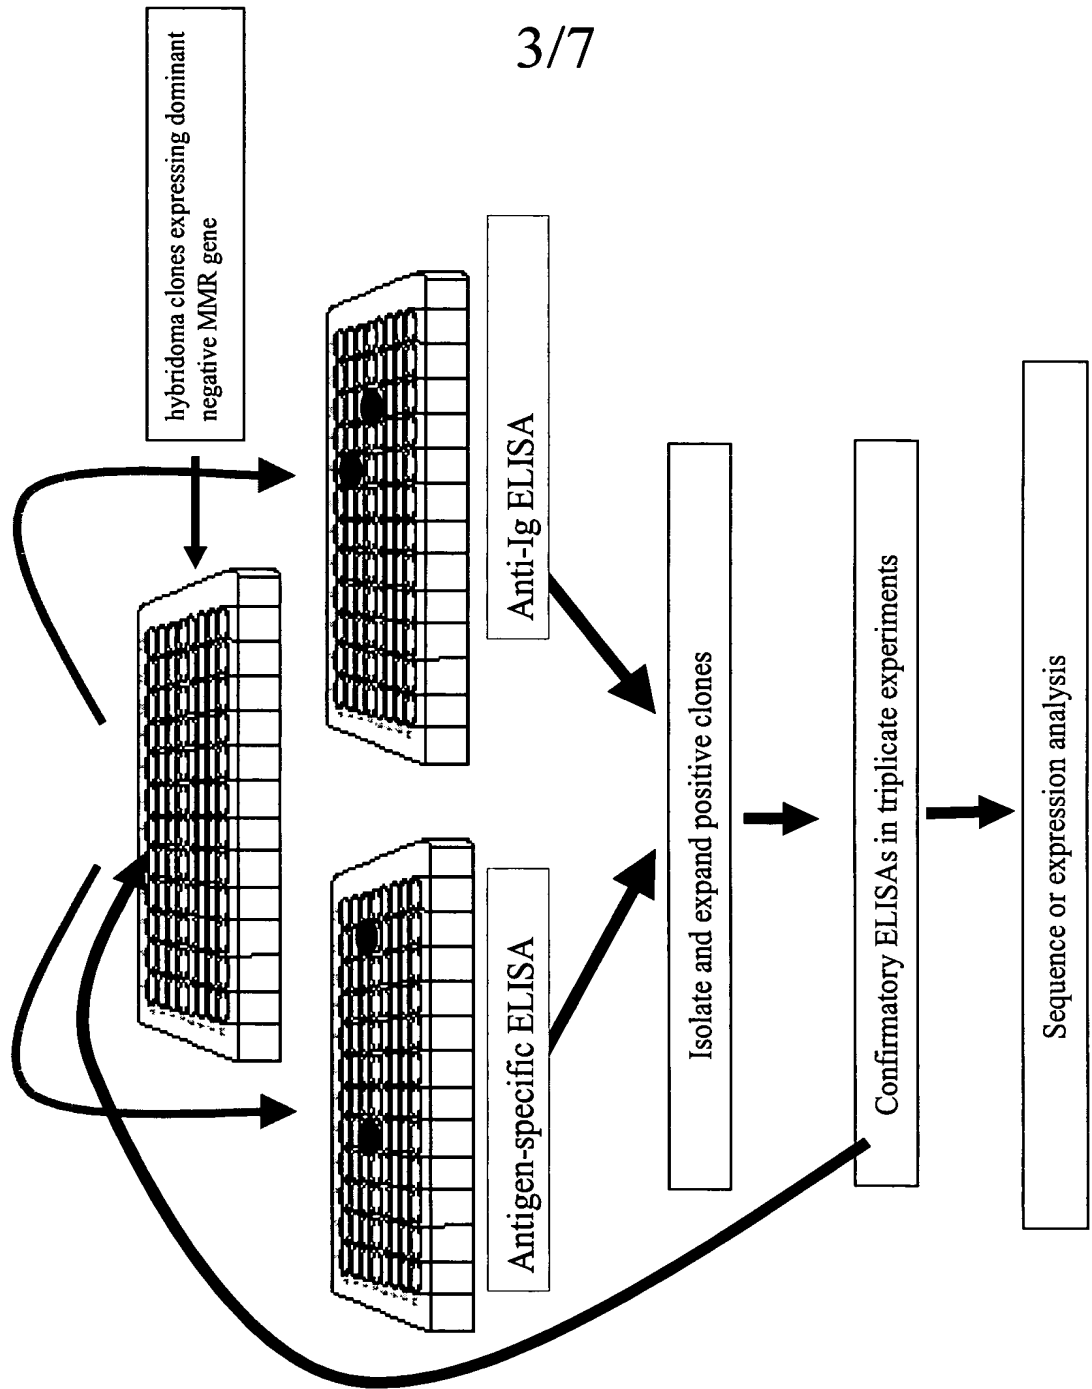 3/7
hybridoma clones expressing dominant
negative MMR gene
Antigen-specific ELISA
Anti-Ig ELISA
Isolate and expand positive clones
Confirmatory ELISAs in triplicate experiments
Sequence or expression analysis